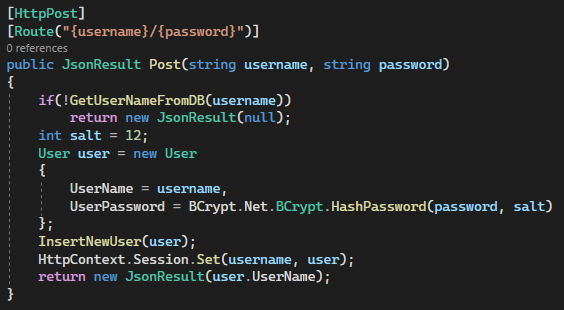 [HttpPost]
[Route("{username}/{password}")]
0 references
public JsonResult Post(string username, string password)
{
    if(!GetUserNameFromDB(username))
        return new JsonResult(null);
    int salt = 12;
    User user = new User
    {
        UserName = username,
        UserPassword = BCrypt.Net.BCrypt.HashPassword(password, salt)
    };
    InsertNewUser(user);
    HttpContext.Session.Set(username, user);
    return new JsonResult(user.UserName);
}